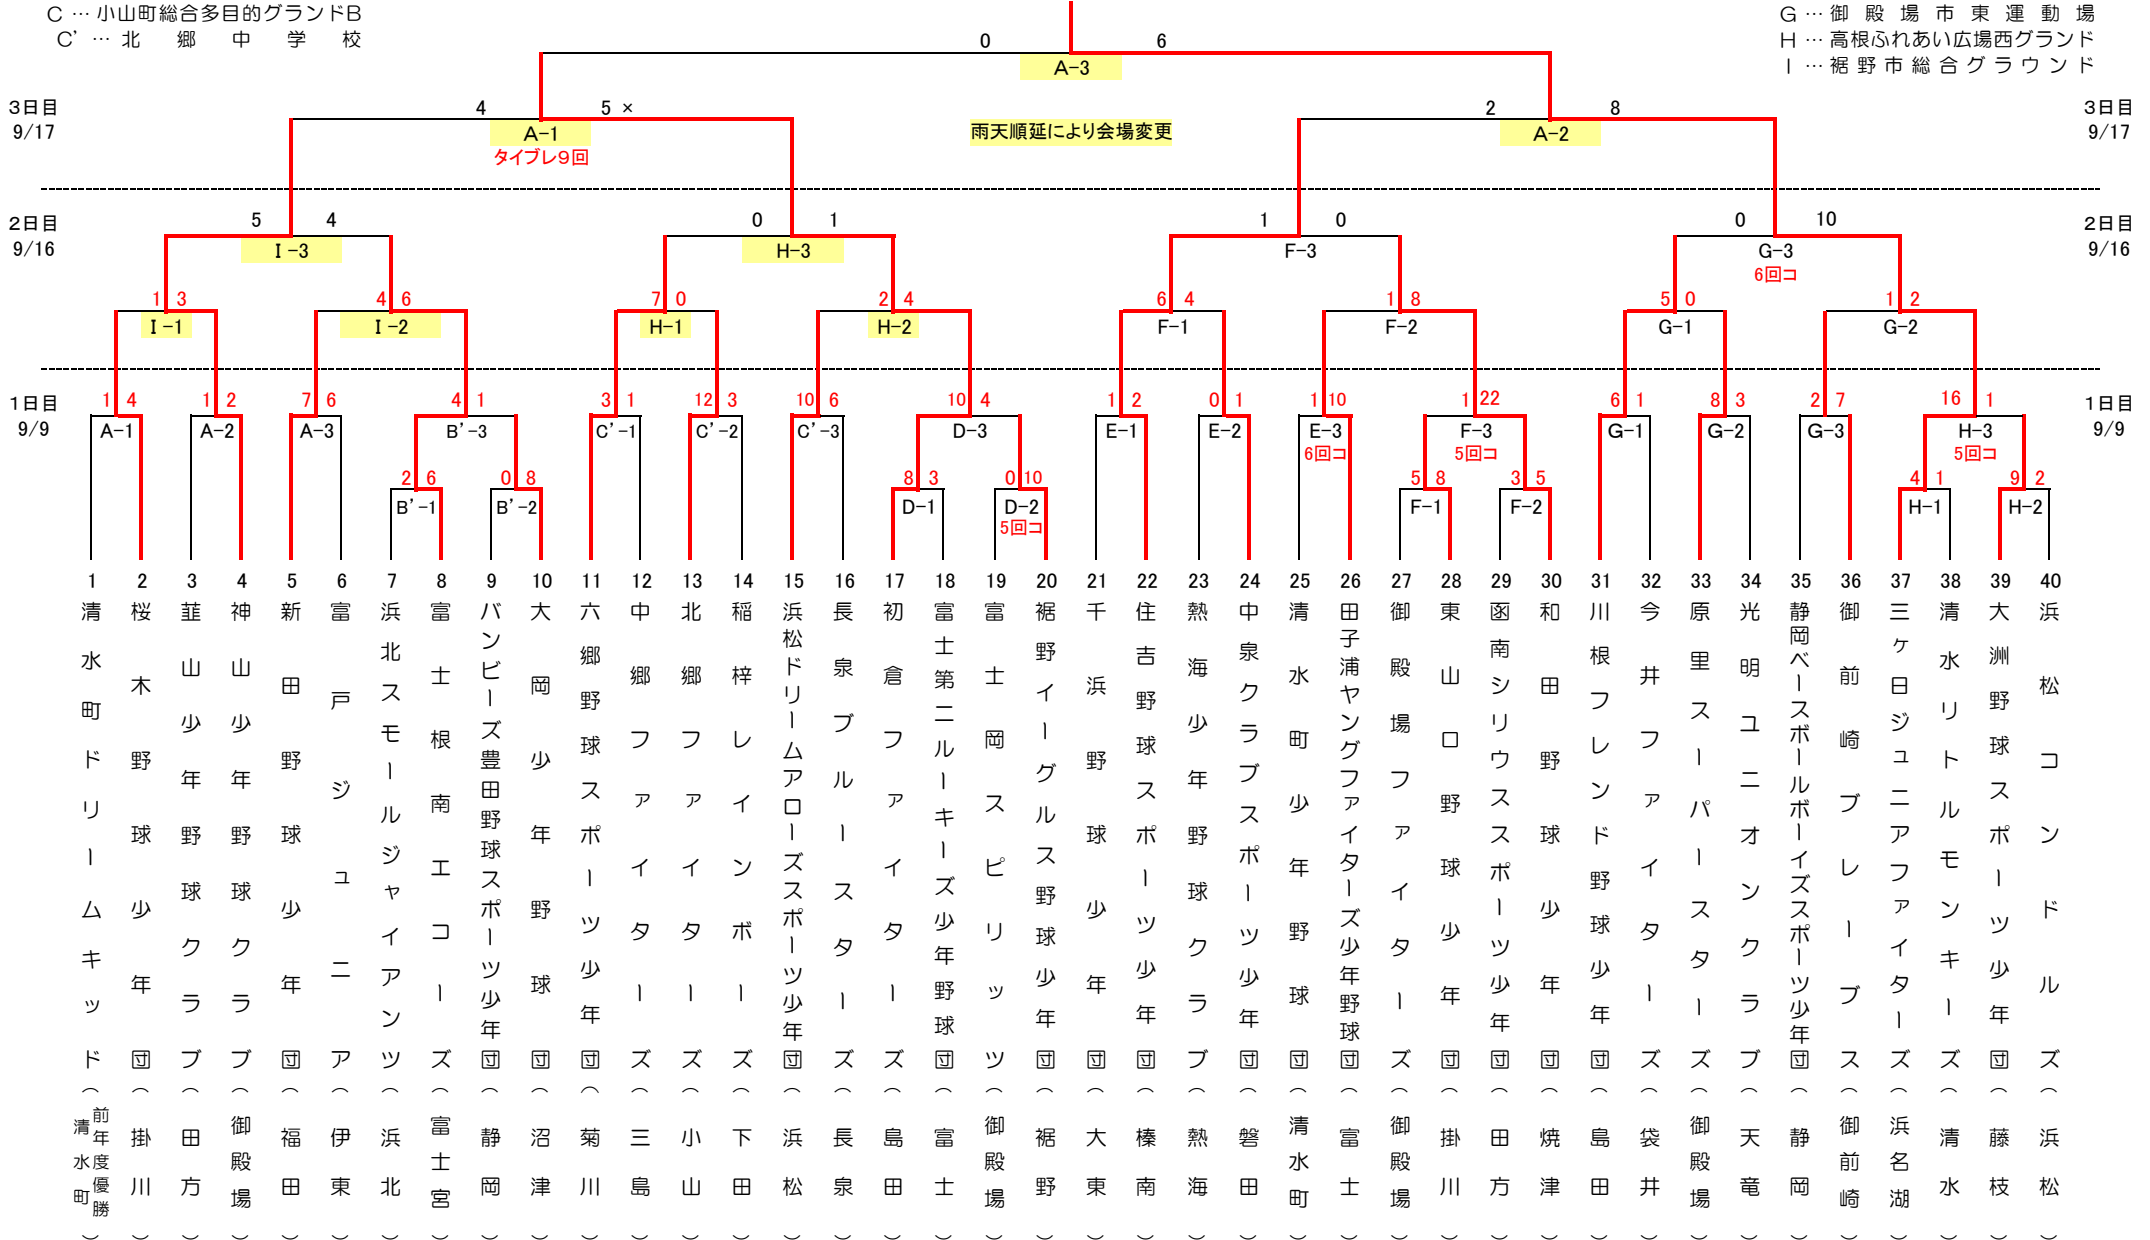 C … 小山町総合多目的グランドB
C' … 北郷中学校
G … 御殿場市東運動場
H … 高根ふれあい広場西グランド
I … 裾野市総合グラウンド
0 6
A-3
3日目
9/17
4 5 ×
A-1
タイブレ9回
雨天順延により会場変更
2 8
A-2
3日目
9/17
2日目
9/16
5 4
I-3
0 1
H-3
1 0
F-3
0 10
G-3
6回コ
2日目
9/16
1 3
I-1
4 6
I-2
7 0
H-1
2 4
H-2
6 4
F-1
1 8
F-2
5 0
G-1
1 2
G-2
1日目
9/9
1 4
A-1
1 2
A-2
7 6
A-3
4 1
B'-3
3 1
C'-1
12 3
C'-2
10 6
C'-3
10 4
D-3
1 2
E-1
0 1
E-2
1 10
E-3
6回コ
1 22
F-3
5回コ
6 1
G-1
8 3
G-2
2 7
G-3
16 1
H-3
5回コ
1日目
9/9
2 6
B'-1
0 8
B'-2
8 3
D-1
0 10
D-2
5回コ
5 8
F-1
3 5
F-2
4 1
H-1
9 2
H-2
1 清水町ドリームキッド(前年度優勝 清水町)
2 桜木野球少年団(掛川)
3 韮山少年野球クラブ(田方)
4 神山少年野球クラブ(御殿場)
5 新田野球少年団(福田)
6 富戸ジュニア(伊東)
7 浜北スモールジャイアンツ(浜北)
8 富士根南エコーズ(富士宮)
9 バンビーズ豊田野球スポーツ少年団(静岡)
10 大岡少年野球団(沼津)
11 六郷野球スポーツ少年団(菊川)
12 中郷ファイターズ(三島)
13 北郷ファイターズ(小山)
14 稲梓レインボーズ(下田)
15 浜松ドリームアローズスポーツ少年団(浜松)
16 長泉ブルースターズ(長泉)
17 初倉ファイターズ(島田)
18 富士第二ルーキーズ少年野球団(富士)
19 富士岡スピリッツ(御殿場)
20 裾野イーグルス野球少年団(裾野)
21 千浜野球少年団(大東)
22 住吉野球スポーツ少年団(榛南)
23 熱海少年野球クラブ(熱海)
24 中泉クラブスポーツ少年団(磐田)
25 清水町少年野球団(清水町)
26 田子浦ヤングファイターズ少年野球団(富士)
27 御殿場ファイターズ(御殿場)
28 東山口野球少年団(掛川)
29 函南シリウススポーツ少年団(田方)
30 和田野球少年団(焼津)
31 川根フレンド野球少年団(島田)
32 今井ファイターズ(袋井)
33 原里スーパースターズ(御殿場)
34 光明ユニオンクラブ(天竜)
35 静岡ベースボールボーイズスポーツ少年団(静岡)
36 御前崎ブレーブス(御前崎)
37 三ヶ日ジュニアファイターズ(浜名湖)
38 清水リトルモンキーズ(清水)
39 大洲野球スポーツ少年団(藤枝)
40 浜松コンドルズ(浜松)